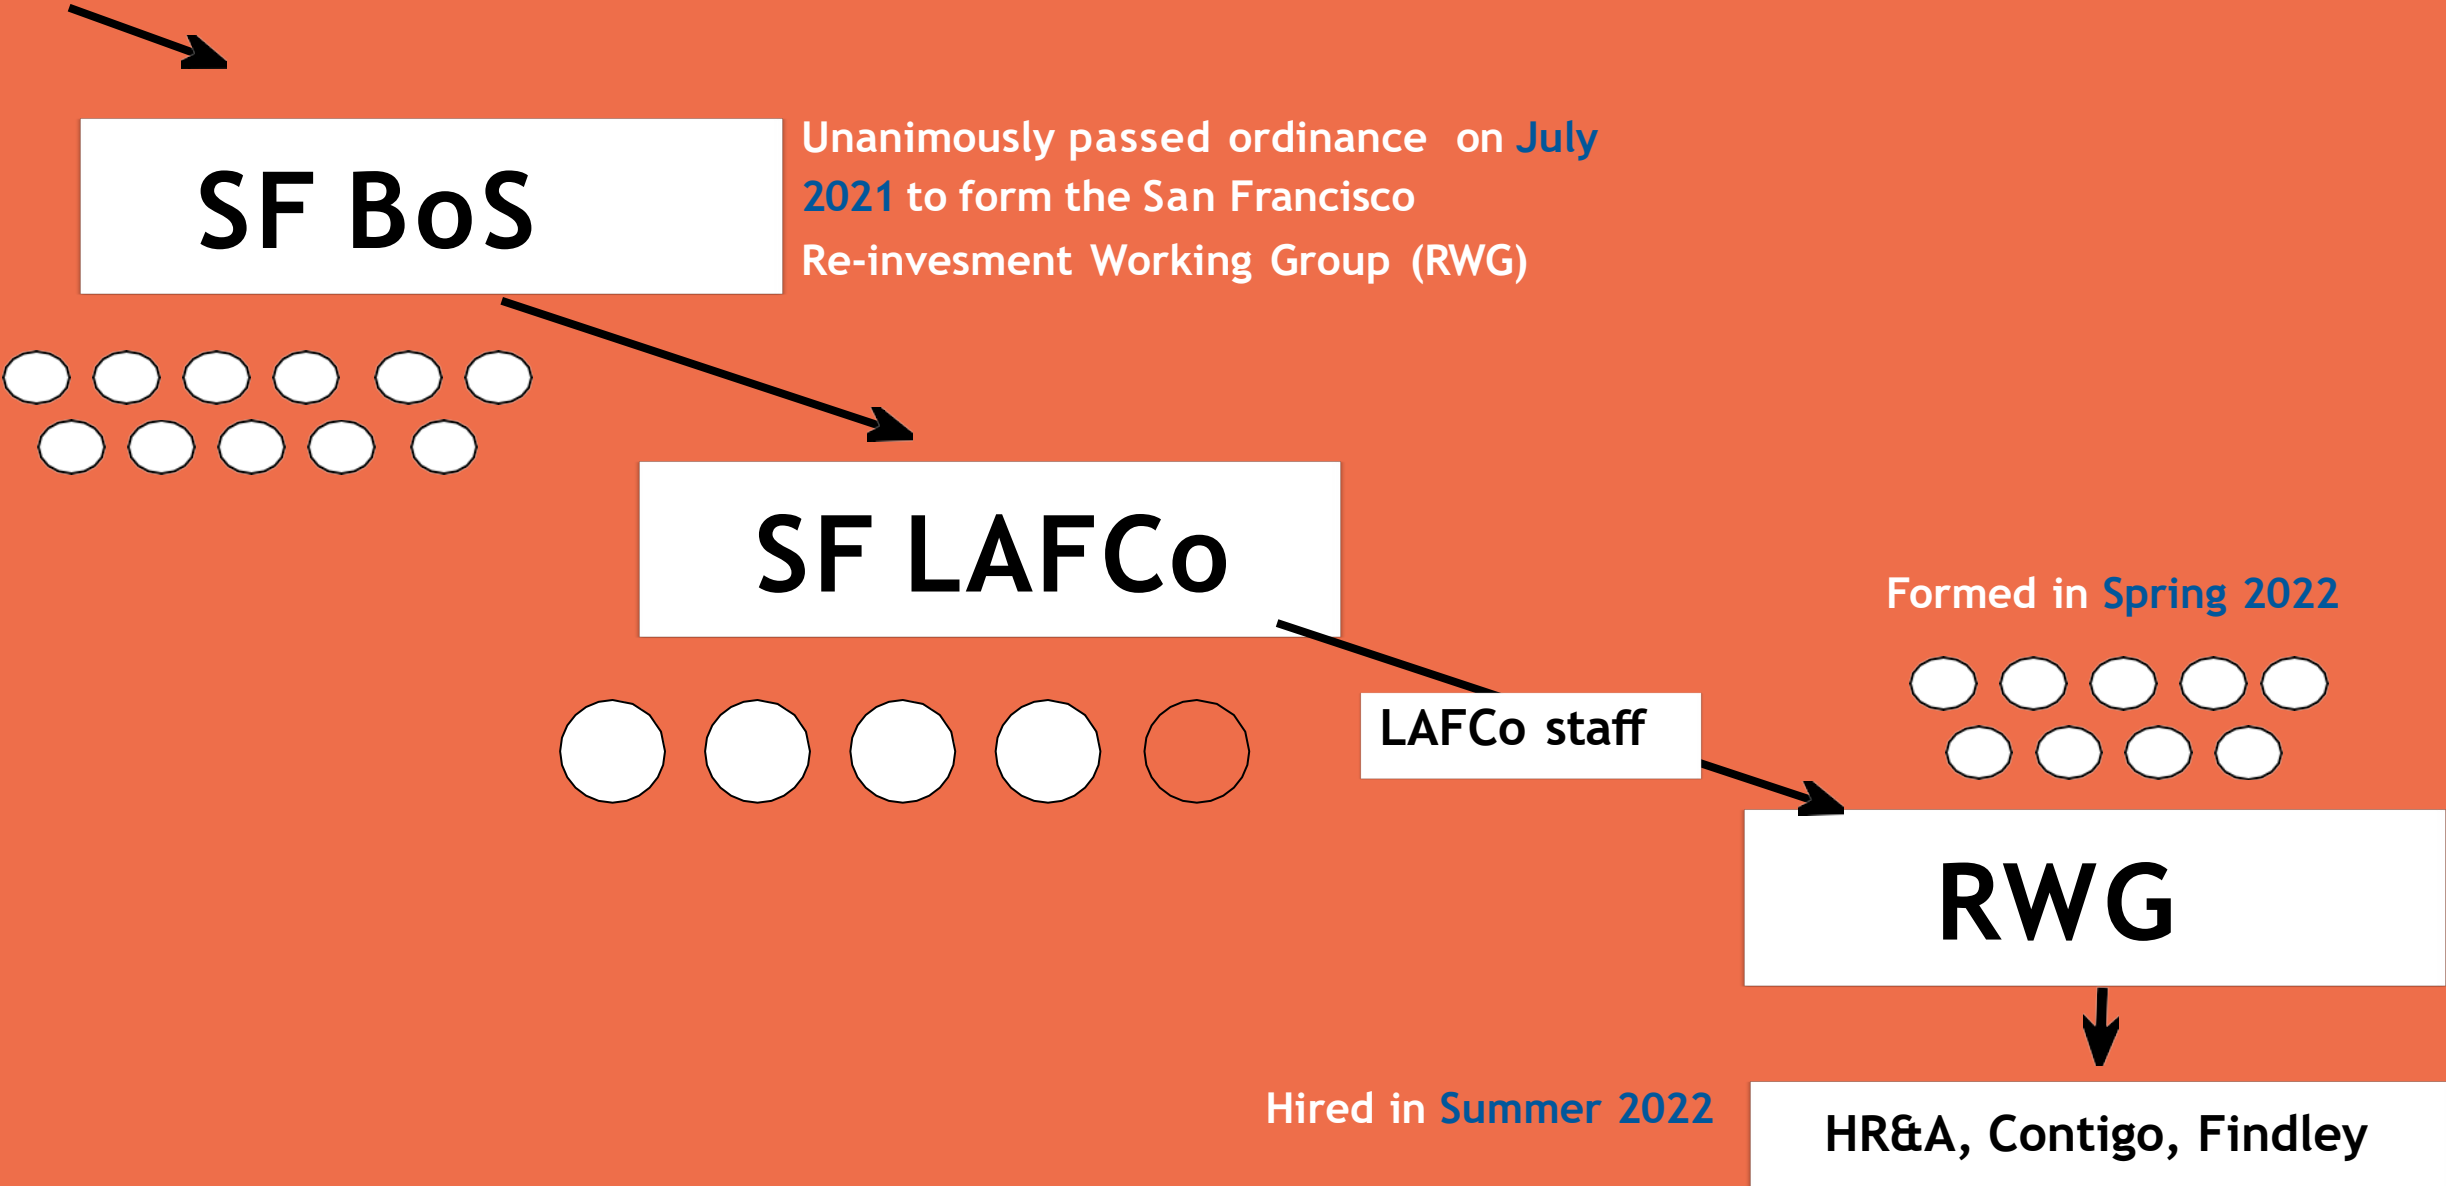 SF BoS
Unanimously passed ordinance on July
2021 to form the San Francisco
Re-invesment Working Group (RWG)
SF LAFCo
Formed in Spring 2022
LAFCo staff
RWG
Hired in Summer 2022
HR&A, Contigo, Findley